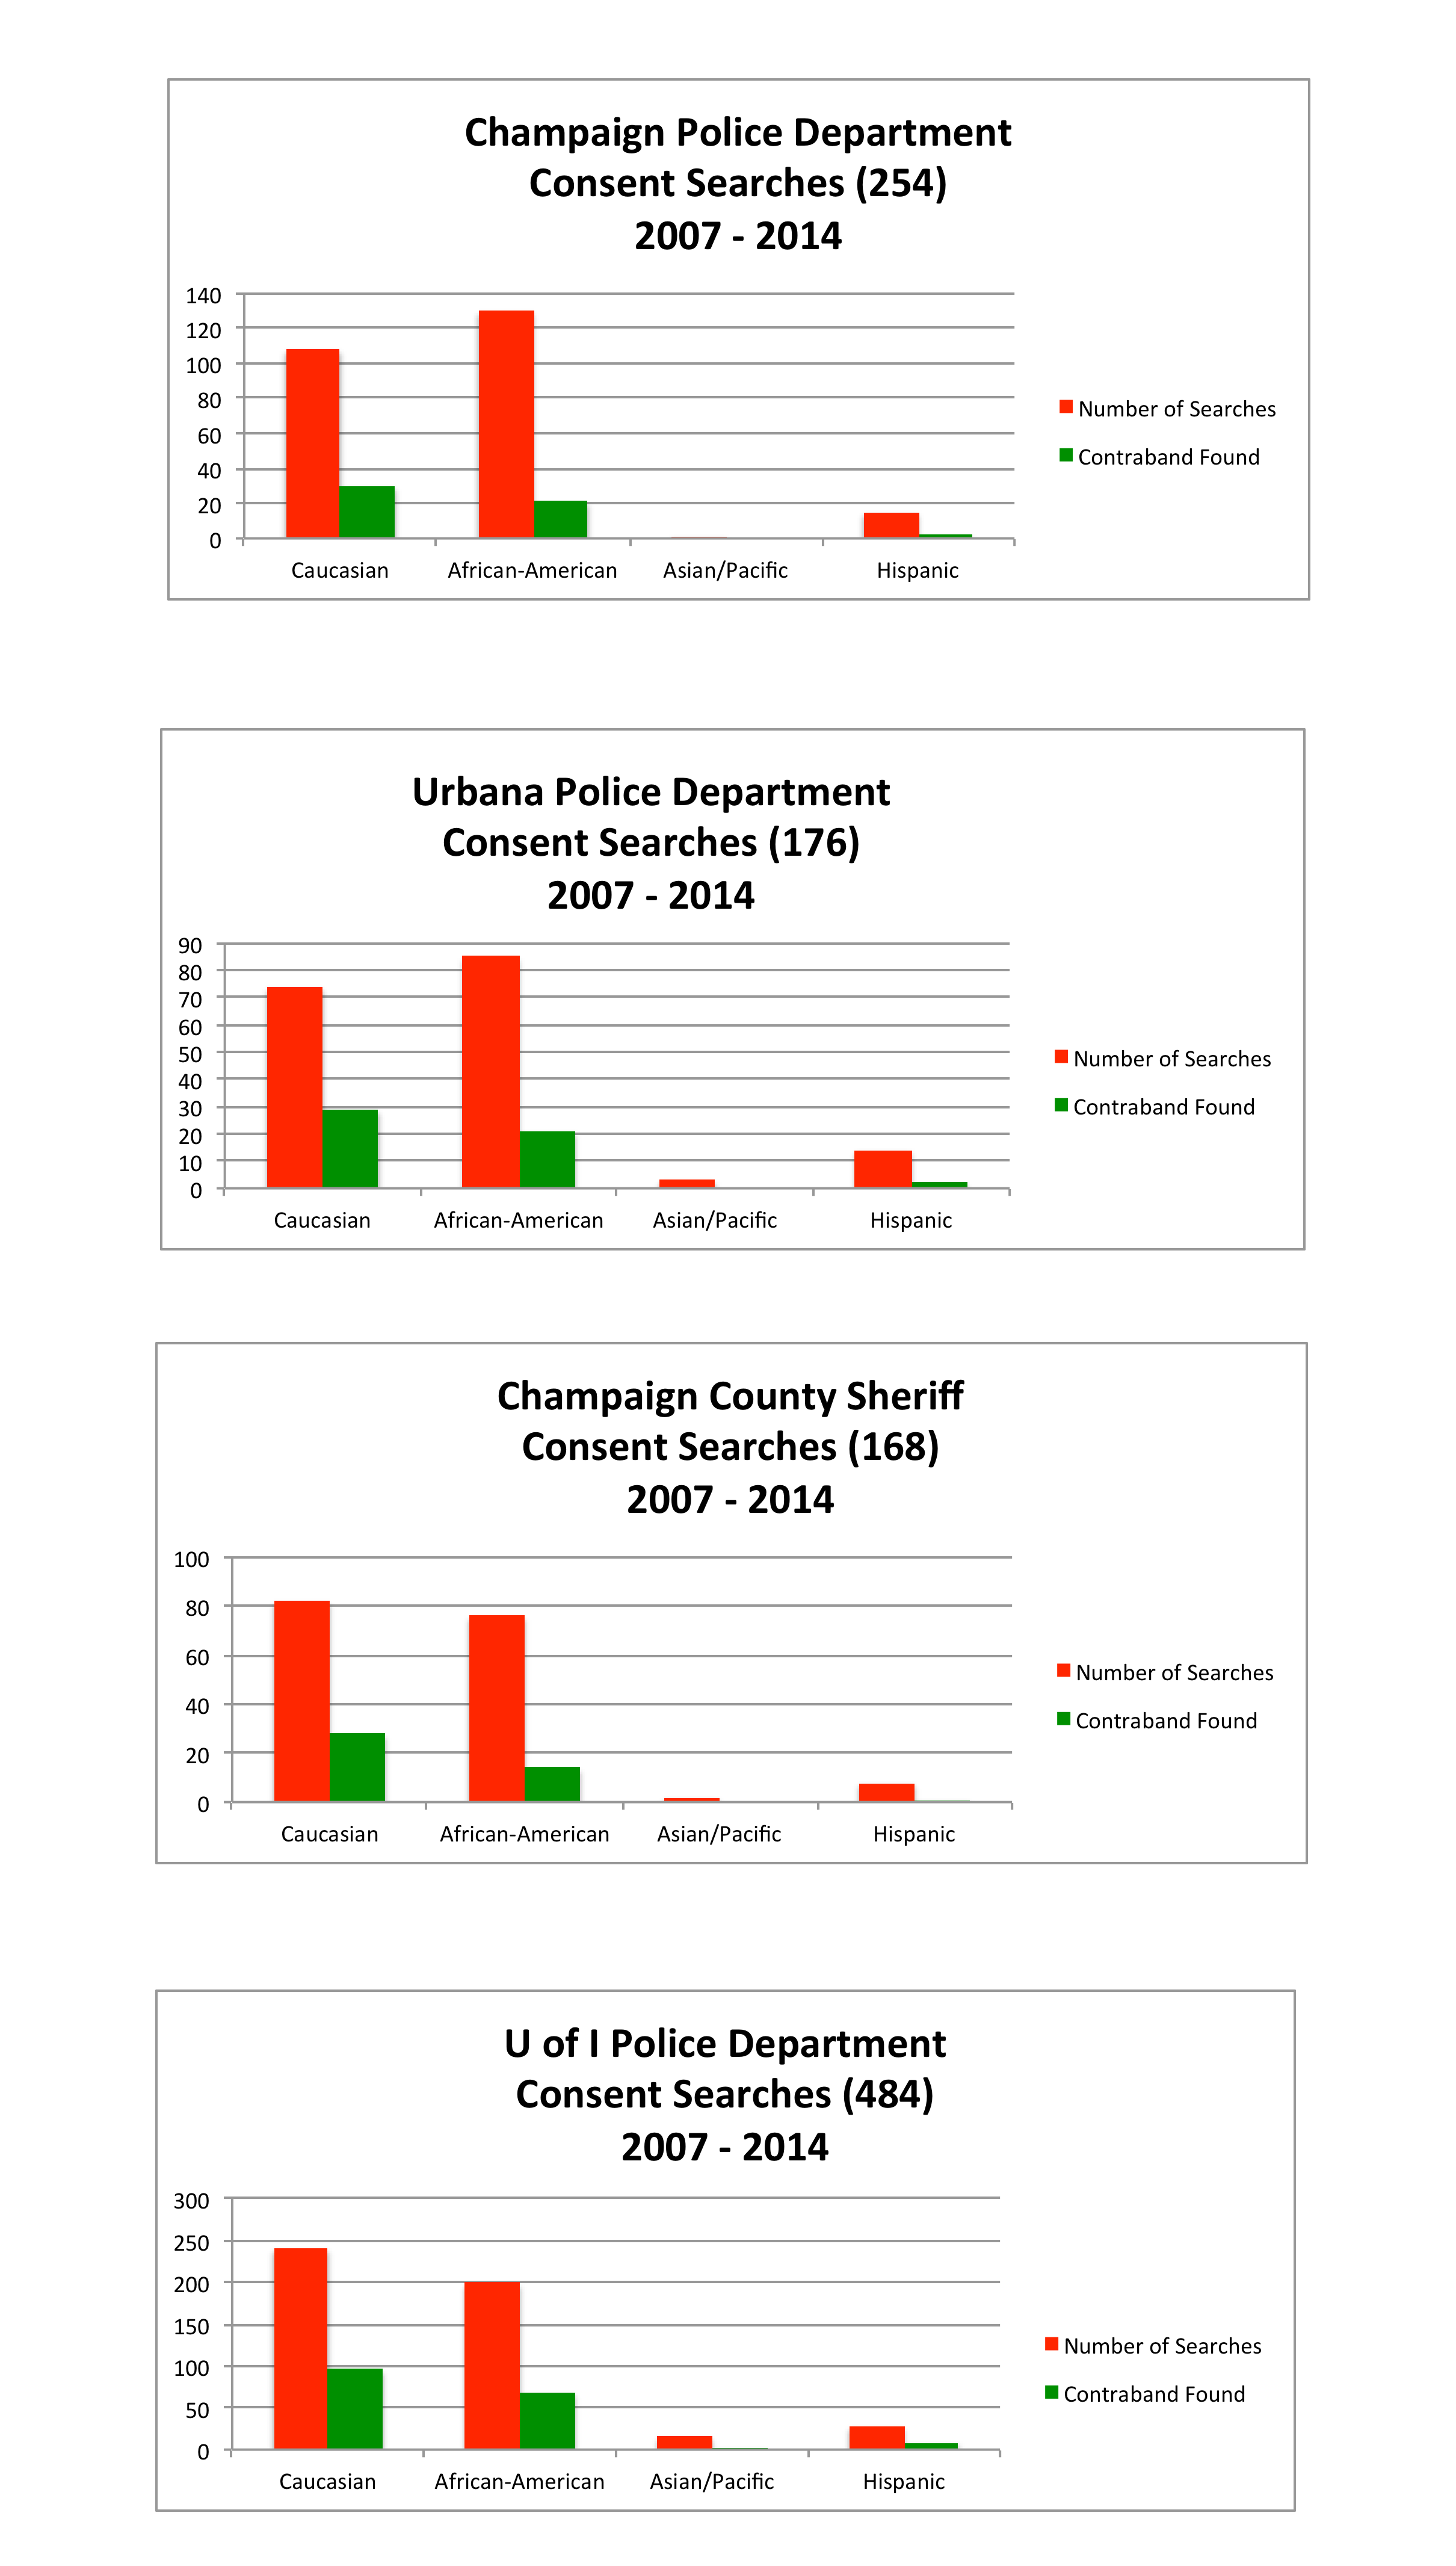 Champaign Police Department
Consent Searches (254)
2007 - 2014
140
120
100
80
60
40
20
0
Caucasian
African-American
Asian/Pacific
Hispanic
Number of Searches
Contraband Found
Urbana Police Department
Consent Searches (176)
2007 - 2014
90
80
70
60
50
40
30
20
10
0
Caucasian
African-American
Asian/Pacific
Hispanic
Number of Searches
Contraband Found
Champaign County Sheriff
Consent Searches (168)
2007 - 2014
100
80
60
40
20
0
Caucasian
African-American
Asian/Pacific
Hispanic
Number of Searches
Contraband Found
U of I Police Department
Consent Searches (484)
2007 - 2014
300
250
200
150
100
50
0
Caucasian
African-American
Asian/Pacific
Hispanic
Number of Searches
Contraband Found